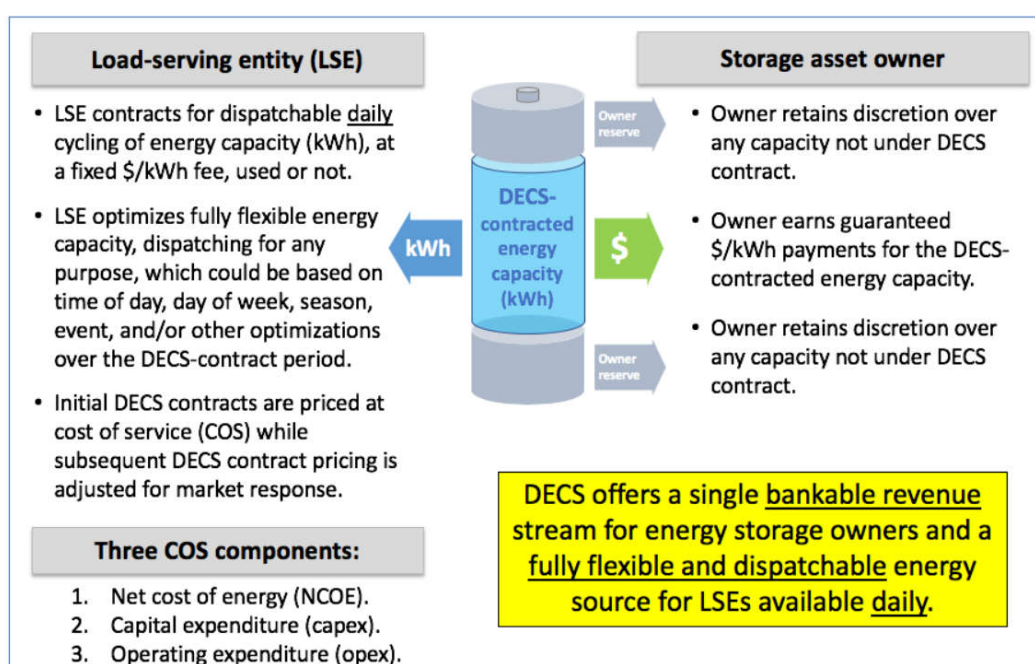 Load-serving entity (LSE)
• LSE contracts for dispatchable daily
cycling of energy capacity (kWh), at
a fixed $/kWh fee, used or not.
• LSE optimizes fully flexible energy
capacity, dispatching for any
purpose, which could be based on
time of day, day of week, season,
event, and/or other optimizations
over the DECS-contract period.
• Initial DECS contracts are priced at
cost of service (COS) while
subsequent DECS contract pricing is
adjusted for market response.
Three COS components:
1. Net cost of energy (NCOE).
2. Capital expenditure (capex).
3. Operating expenditure (opex).
kWh
DECS-
contracted
energy
capacity
(kWh)
Owner
reserve
$
Owner
reserve
Storage asset owner
• Owner retains discretion over
any capacity not under DECS
contract.
• Owner earns guaranteed
$/kWh payments for the DECS-
contracted energy capacity.
• Owner retains discretion over
any capacity not under DECS
contract.
DECS offers a single bankable revenue
stream for energy storage owners and a
fully flexible and dispatchable energy
source for LSEs available daily.